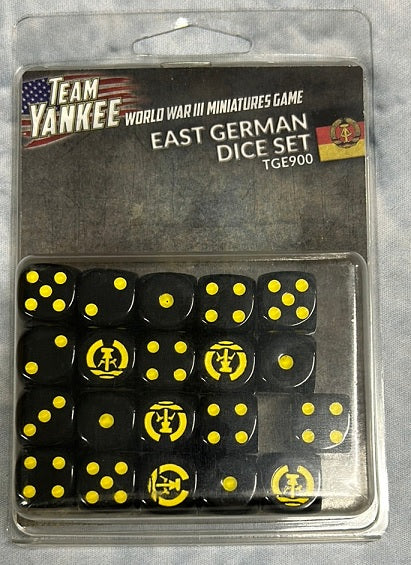 TEAM
YANKEE
WORLD WAR III MINIATURES GAME
EAST GERMAN
DICE SET
TGE900